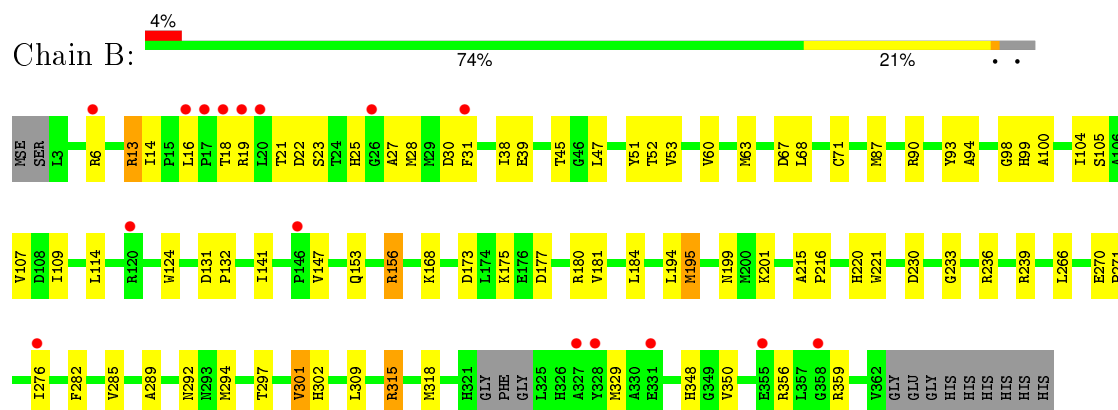 4%
Chain B:
74% 21% • •
MSE SER L3 R6 R13 I14 P15 L16 P17 T18 R19 L20 T21 D22 S23 T24 H25 G26 A27 M28 M29 D30 F31 I38 E39 T45 G46 L47 Y51 T52 V53 V60 M63 D67 L68 C71 M87 R90 Y93 A94 G98 H99 A100 I104 S105 A106
V107 D108 I109 L114 R120 W124 D131 P132 I141 P146 V147 Q153 R156 K168 D173 L174 K175 E176 D177 R180 V181 L184 L194 M195 N199 M200 K201 A215 P216 H220 W221 D230 G233 R236 R239 L266 E270 P271
I276 F282 V285 A289 N292 N293 M294 T297 V301 H302 L309 R315 M318 H321 GLY PHE GLY L325 H326 A327 Y328 M329 A330 E331 H348 G349 V350 E355 R356 L357 G358 R359 V362 GLY GLU GLY HIS HIS HIS HIS HIS HIS